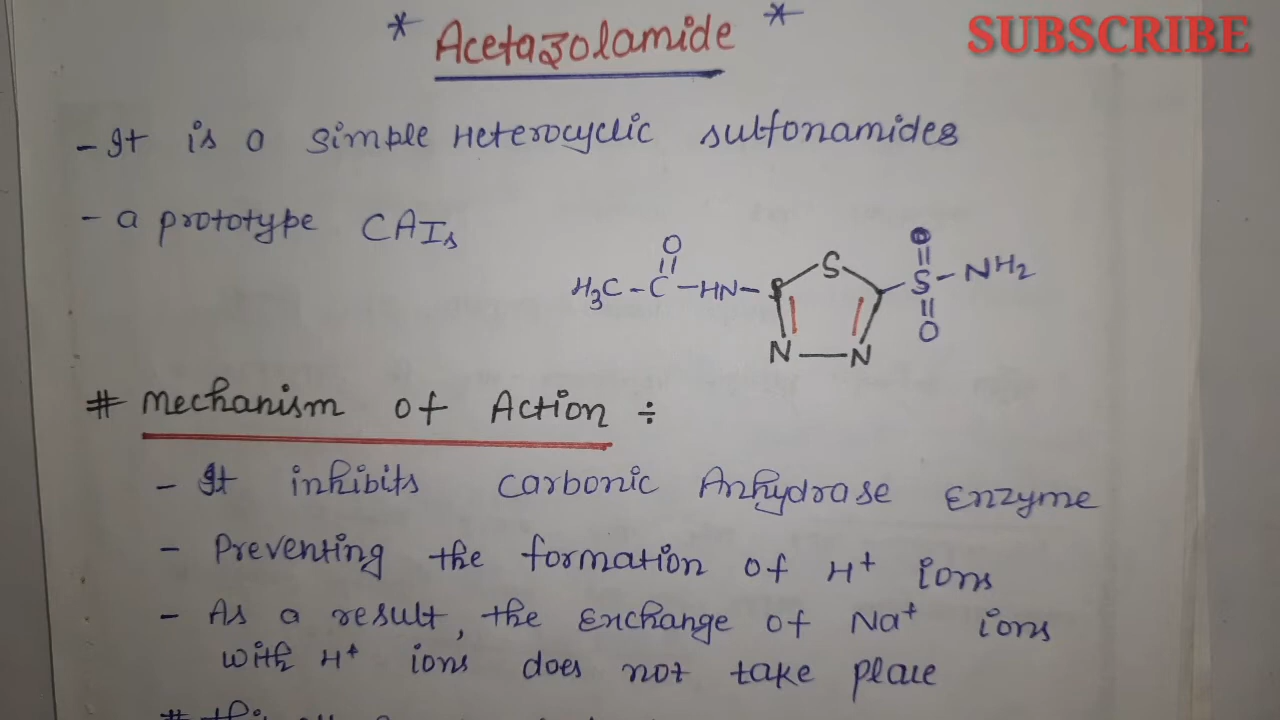 * Acetazolamide *
SUBSCRIBE
- It is a simple Heterocyclic sulfonamides
- a prototype CAIs
O
H3C - C - HN -
S
S - NH2
O
O
N - N
# Mechanism of Action ÷
- It inhibits carbonic Anhydrase Enzyme
- Preventing the formation of H+ ions
- As a result, the Exchange of Na+ ions
with H+ ions does not take place